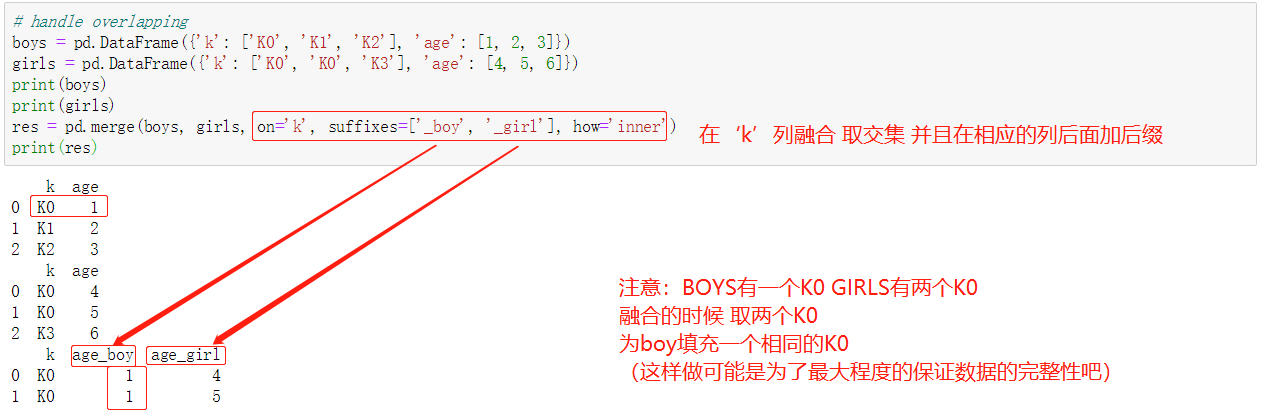 # handle overlapping
boys = pd.DataFrame({'k': ['K0', 'K1', 'K2'], 'age': [1, 2, 3]})
girls = pd.DataFrame({'k': ['K0', 'K0', 'K3'], 'age': [4, 5, 6]})
print(boys)
print(girls)
res = pd.merge(boys, girls, on='k', suffixes=['_boy', '_girl'], how='inner')
print(res)
在‘k’列融合 取交集 并且在相应的列后面加后缀
k age
0 K0 1
1 K1 2
2 K2 3
k age
0 K0 4
1 K0 5
2 K3 6
k age_boy age_girl
0 K0 1 4
1 K0 1 5
注意：BOYS有一个K0 GIRLS有两个K0
融合的时候 取两个K0
为boy填充一个相同的K0
（这样做可能是为了最大程度的保证数据的完整性吧）